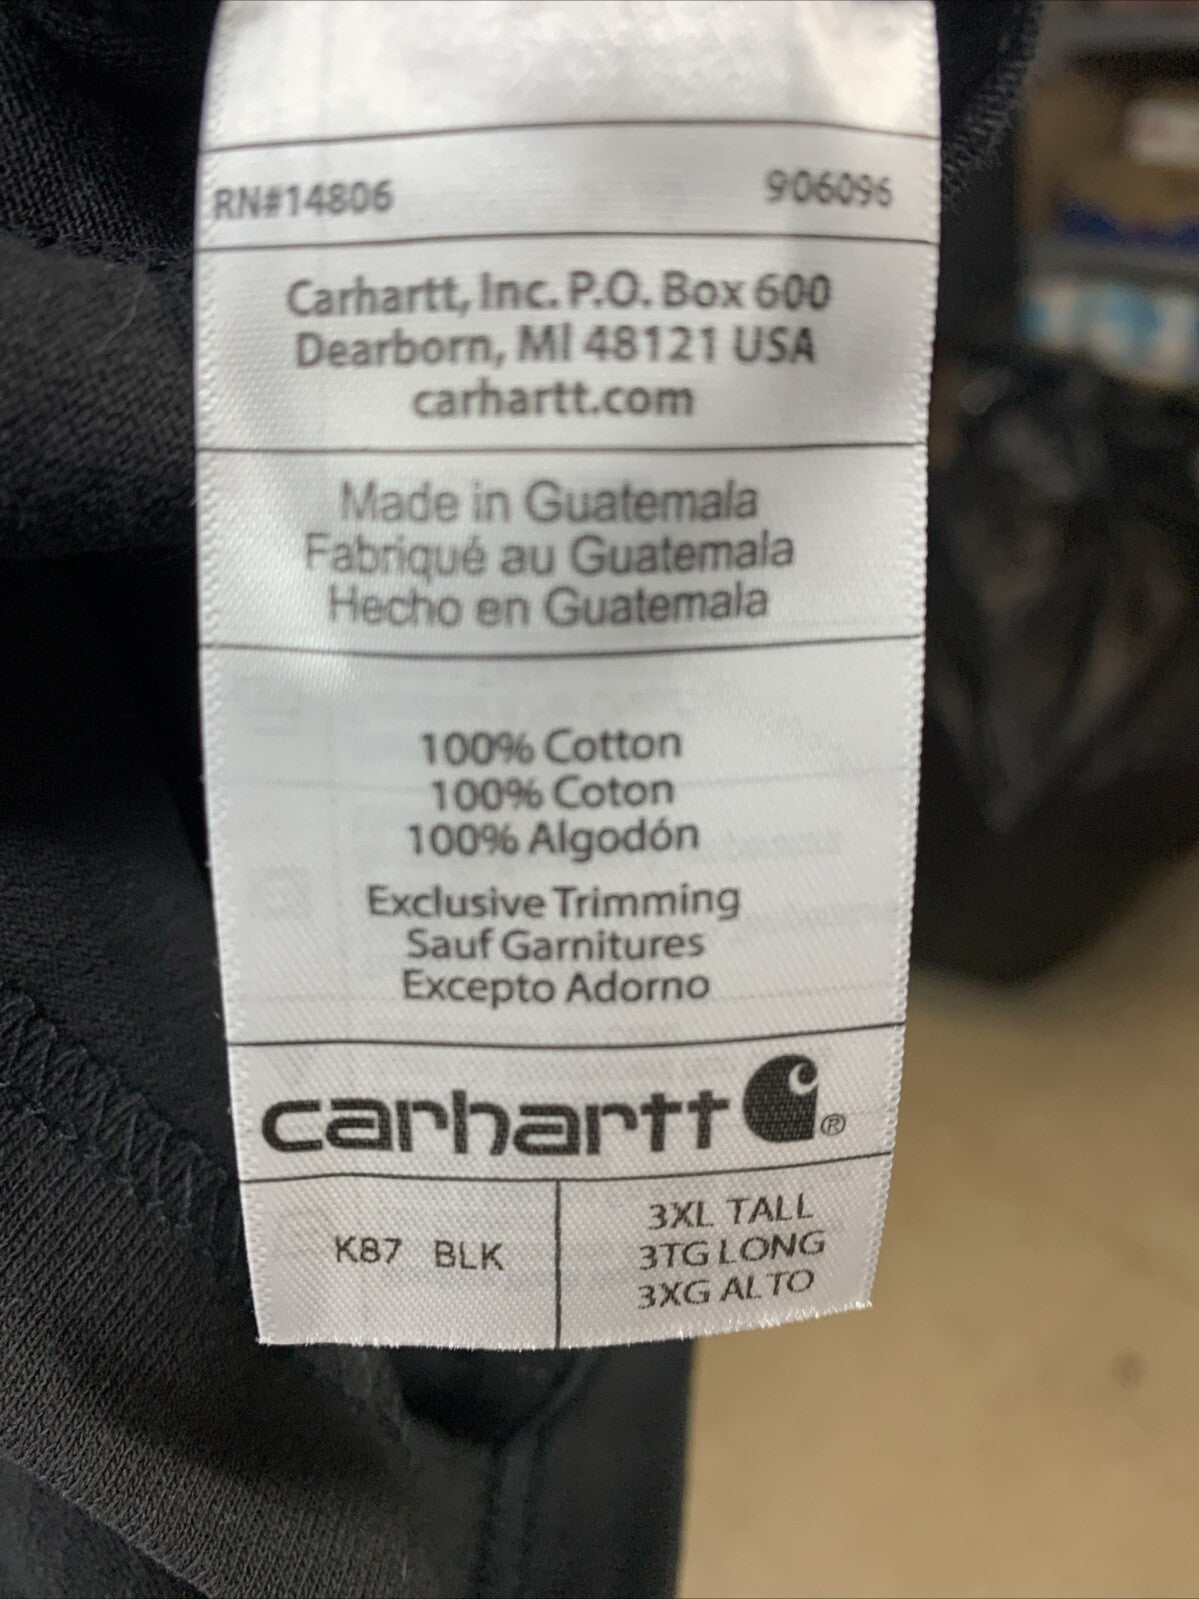 RN#14806 906096
Carhartt, Inc. P.O. Box 600
Dearborn, MI 48121 USA
carhartt.com
Made in Guatemala
Fabriqué au Guatemala
Hecho en Guatemala
100% Cotton
100% Coton
100% Algodón
Exclusive Trimming
Sauf Garnitures
Excepto Adorno
carhartt ®
K87 BLK
3XL TALL
3TG LONG
3XG ALTO